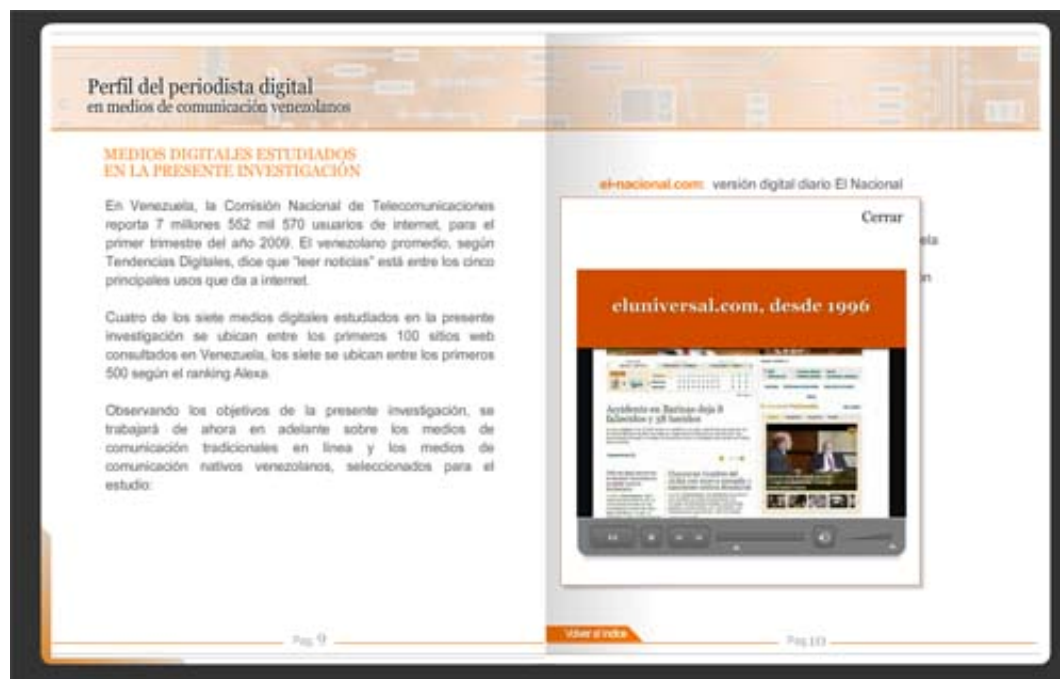 Perfil del periodista digital
en medios de comunicación venezolanos
MEDIOS DIGITALES ESTUDIADOS
EN LA PRESENTE INVESTIGACIÓN
En Venezuela, la Comisión Nacional de Telecomunicaciones
reporta 7 millones 552 mil 570 usuarios de internet, para el
primer trimestre del año 2009. El venezolano promedio, según
Tendencias Digitales, dice que "leer noticias" está entre los cinco
principales usos que da a internet.
Cuatro de los siete medios digitales estudiados en la presente
investigación se ubican entre los primeros 100 sitios web
consultados en Venezuela, los siete se ubican entre los primeros
500 según el ranking Alexa.
Observando los objetivos de la presente investigación, se
trabajará de ahora en adelante sobre los medios de
comunicación tradicionales en línea y los medios de
comunicación nativos venezolanos, seleccionados para el
estudio:
Pag. 9
el-nacional.com: versión digital diario El Nacional
Cerrar
ela
n
eluniversal.com, desde 1996
Accidente en Barinas deja 8
fallecidos y 38 heridos
Volver al índice
Pag.10